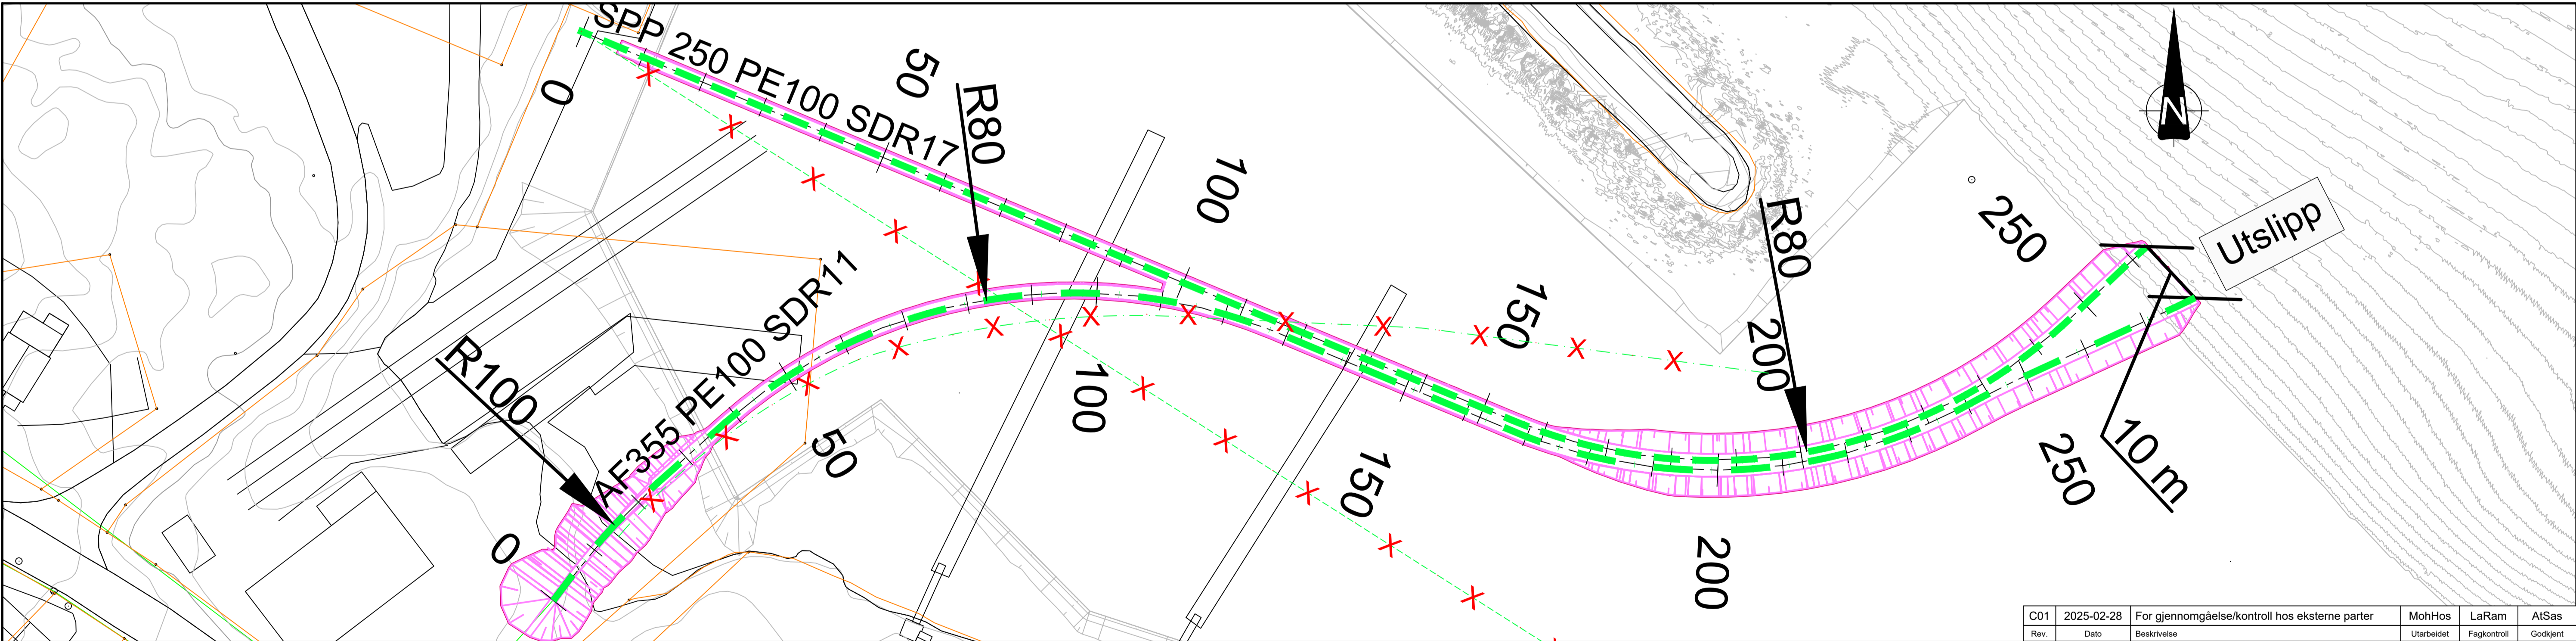 SPP 250 PE100 SDR17
0
50
R80
100
N
R80
150
200
250
Utslipp
AF355 PE100 SDR11
R100
0
50
100
150
200
250
10 m
C01 2025-02-28 For gjennomgåelse/kontroll hos eksterne parter MohHos LaRam AtSas
Rev. Dato Beskrivelse Utarbeidet Fagkontroll Godkjent